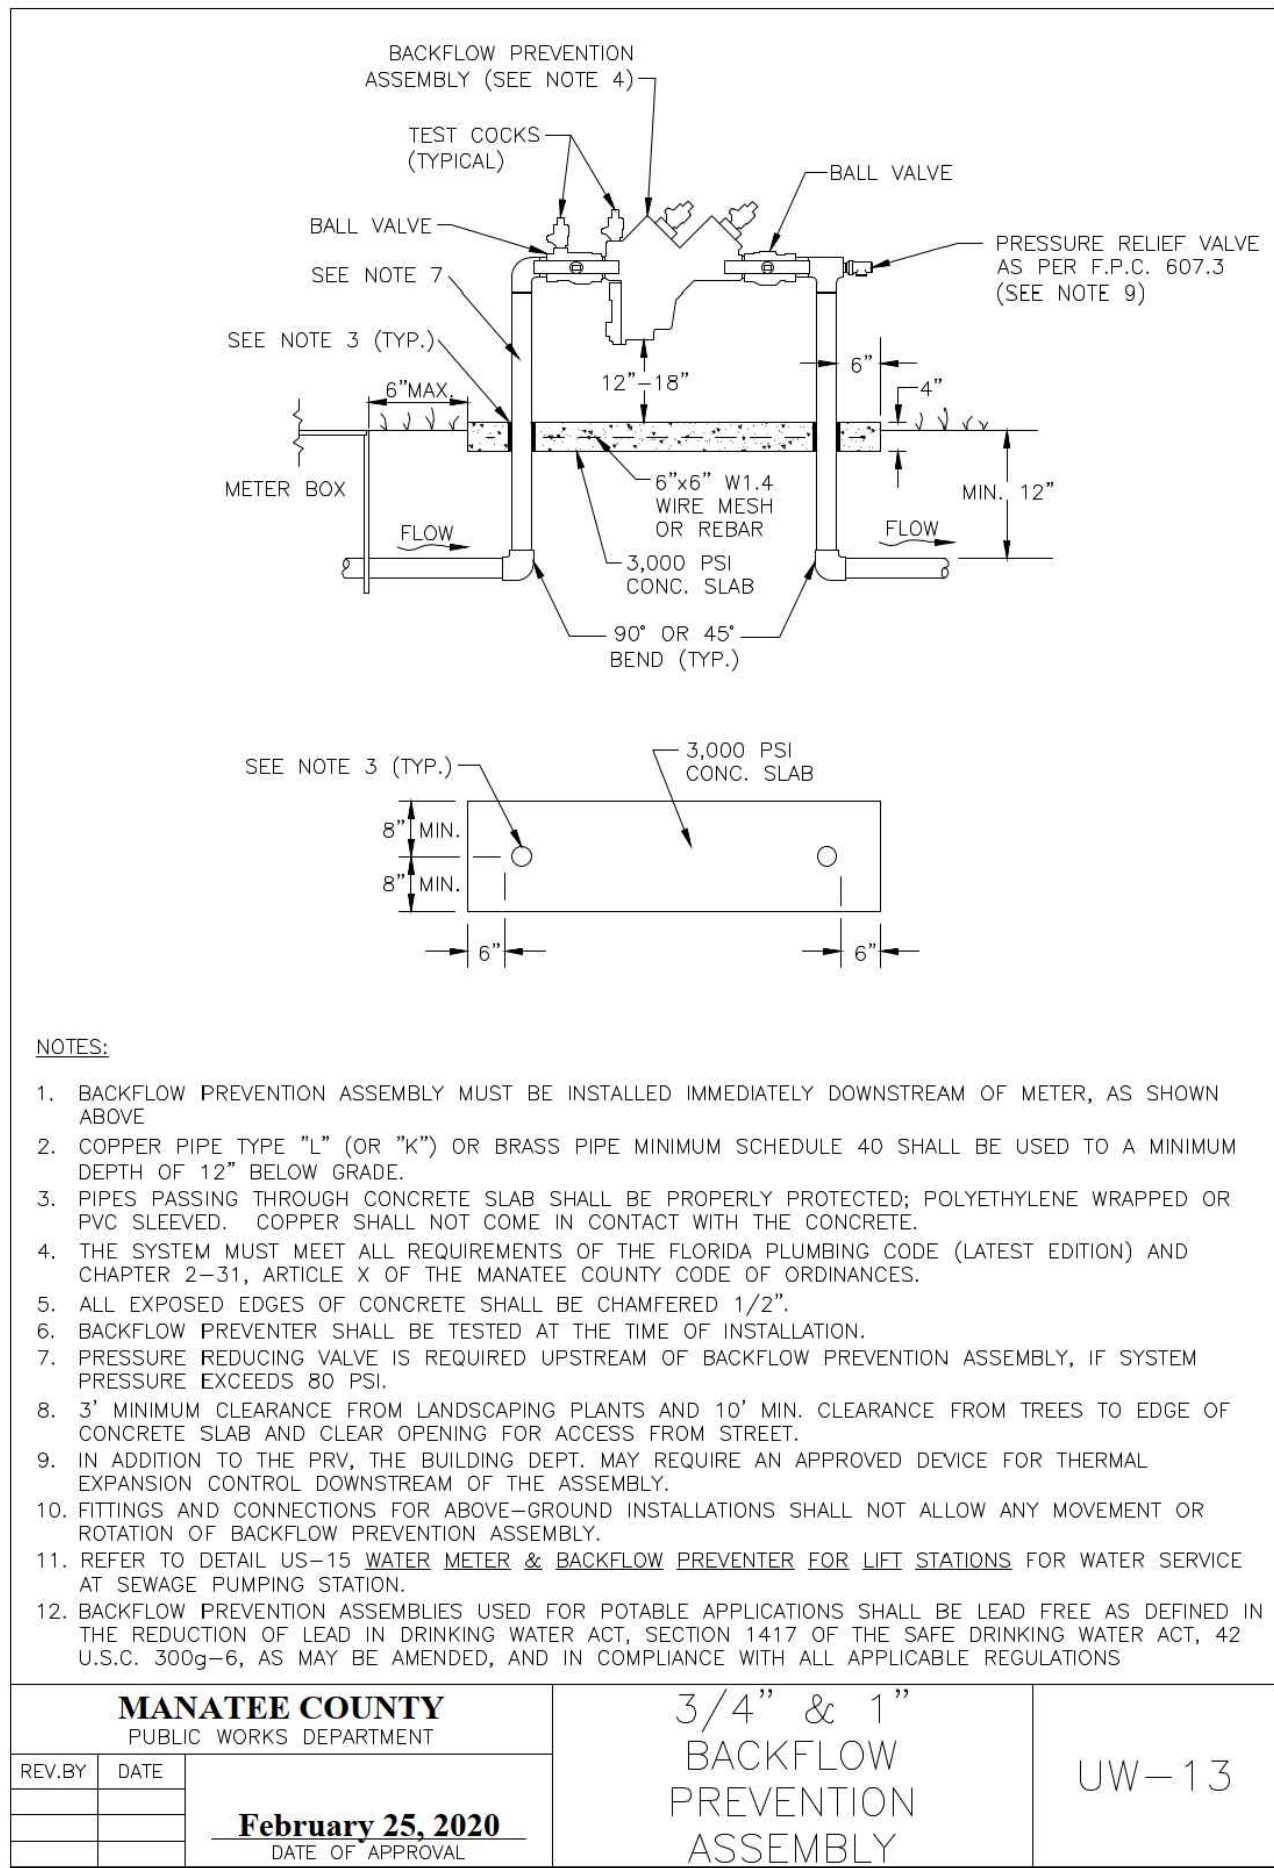 BACKFLOW PREVENTION
ASSEMBLY (SEE NOTE 4)
TEST COCKS
(TYPICAL)
BALL VALVE
BALL VALVE
PRESSURE RELIEF VALVE
AS PER F.P.C. 607.3
(SEE NOTE 9)
SEE NOTE 7
SEE NOTE 3 (TYP.)
6"MAX.
12"-18"
6"
4"
METER BOX
6"x6" W1.4
WIRE MESH
OR REBAR
MIN. 12"
FLOW
FLOW
3,000 PSI
CONC. SLAB
90° OR 45°
BEND (TYP.)
SEE NOTE 3 (TYP.)
3,000 PSI
CONC. SLAB
8" MIN.
8" MIN.
6"
6"
NOTES:
1. BACKFLOW PREVENTION ASSEMBLY MUST BE INSTALLED IMMEDIATELY DOWNSTREAM OF METER, AS SHOWN
ABOVE
2. COPPER PIPE TYPE "L" (OR "K") OR BRASS PIPE MINIMUM SCHEDULE 40 SHALL BE USED TO A MINIMUM
DEPTH OF 12" BELOW GRADE.
3. PIPES PASSING THROUGH CONCRETE SLAB SHALL BE PROPERLY PROTECTED; POLYETHYLENE WRAPPED OR
PVC SLEEVED. COPPER SHALL NOT COME IN CONTACT WITH THE CONCRETE.
4. THE SYSTEM MUST MEET ALL REQUIREMENTS OF THE FLORIDA PLUMBING CODE (LATEST EDITION) AND
CHAPTER 2-31, ARTICLE X OF THE MANATEE COUNTY CODE OF ORDINANCES.
5. ALL EXPOSED EDGES OF CONCRETE SHALL BE CHAMFERED 1/2".
6. BACKFLOW PREVENTER SHALL BE TESTED AT THE TIME OF INSTALLATION.
7. PRESSURE REDUCING VALVE IS REQUIRED UPSTREAM OF BACKFLOW PREVENTION ASSEMBLY, IF SYSTEM
PRESSURE EXCEEDS 80 PSI.
8. 3' MINIMUM CLEARANCE FROM LANDSCAPING PLANTS AND 10' MIN. CLEARANCE FROM TREES TO EDGE OF
CONCRETE SLAB AND CLEAR OPENING FOR ACCESS FROM STREET.
9. IN ADDITION TO THE PRV, THE BUILDING DEPT. MAY REQUIRE AN APPROVED DEVICE FOR THERMAL
EXPANSION CONTROL DOWNSTREAM OF THE ASSEMBLY.
10. FITTINGS AND CONNECTIONS FOR ABOVE-GROUND INSTALLATIONS SHALL NOT ALLOW ANY MOVEMENT OR
ROTATION OF BACKFLOW PREVENTION ASSEMBLY.
11. REFER TO DETAIL US-15 WATER METER & BACKFLOW PREVENTER FOR LIFT STATIONS FOR WATER SERVICE
AT SEWAGE PUMPING STATION.
12. BACKFLOW PREVENTION ASSEMBLIES USED FOR POTABLE APPLICATIONS SHALL BE LEAD FREE AS DEFINED IN
THE REDUCTION OF LEAD IN DRINKING WATER ACT, SECTION 1417 OF THE SAFE DRINKING WATER ACT, 42
U.S.C. 300g-6, AS MAY BE AMENDED, AND IN COMPLIANCE WITH ALL APPLICABLE REGULATIONS
MANATEE COUNTY
PUBLIC WORKS DEPARTMENT
REV.BY DATE
February 25, 2020
DATE OF APPROVAL
3/4" & 1"
BACKFLOW
PREVENTION
ASSEMBLY
UW-13